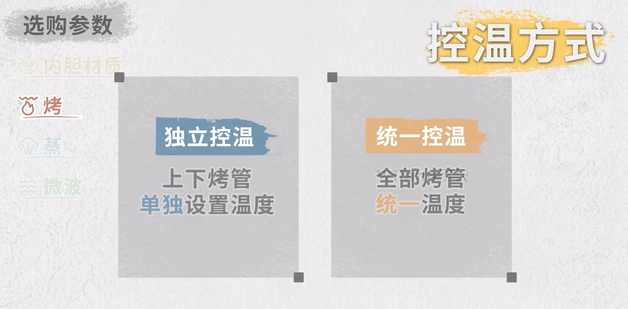 选购参数
控温方式
内胆材质
烤
蒸
微波
独立控温
上下烤管
单独设置温度
统一控温
全部烤管
统一温度